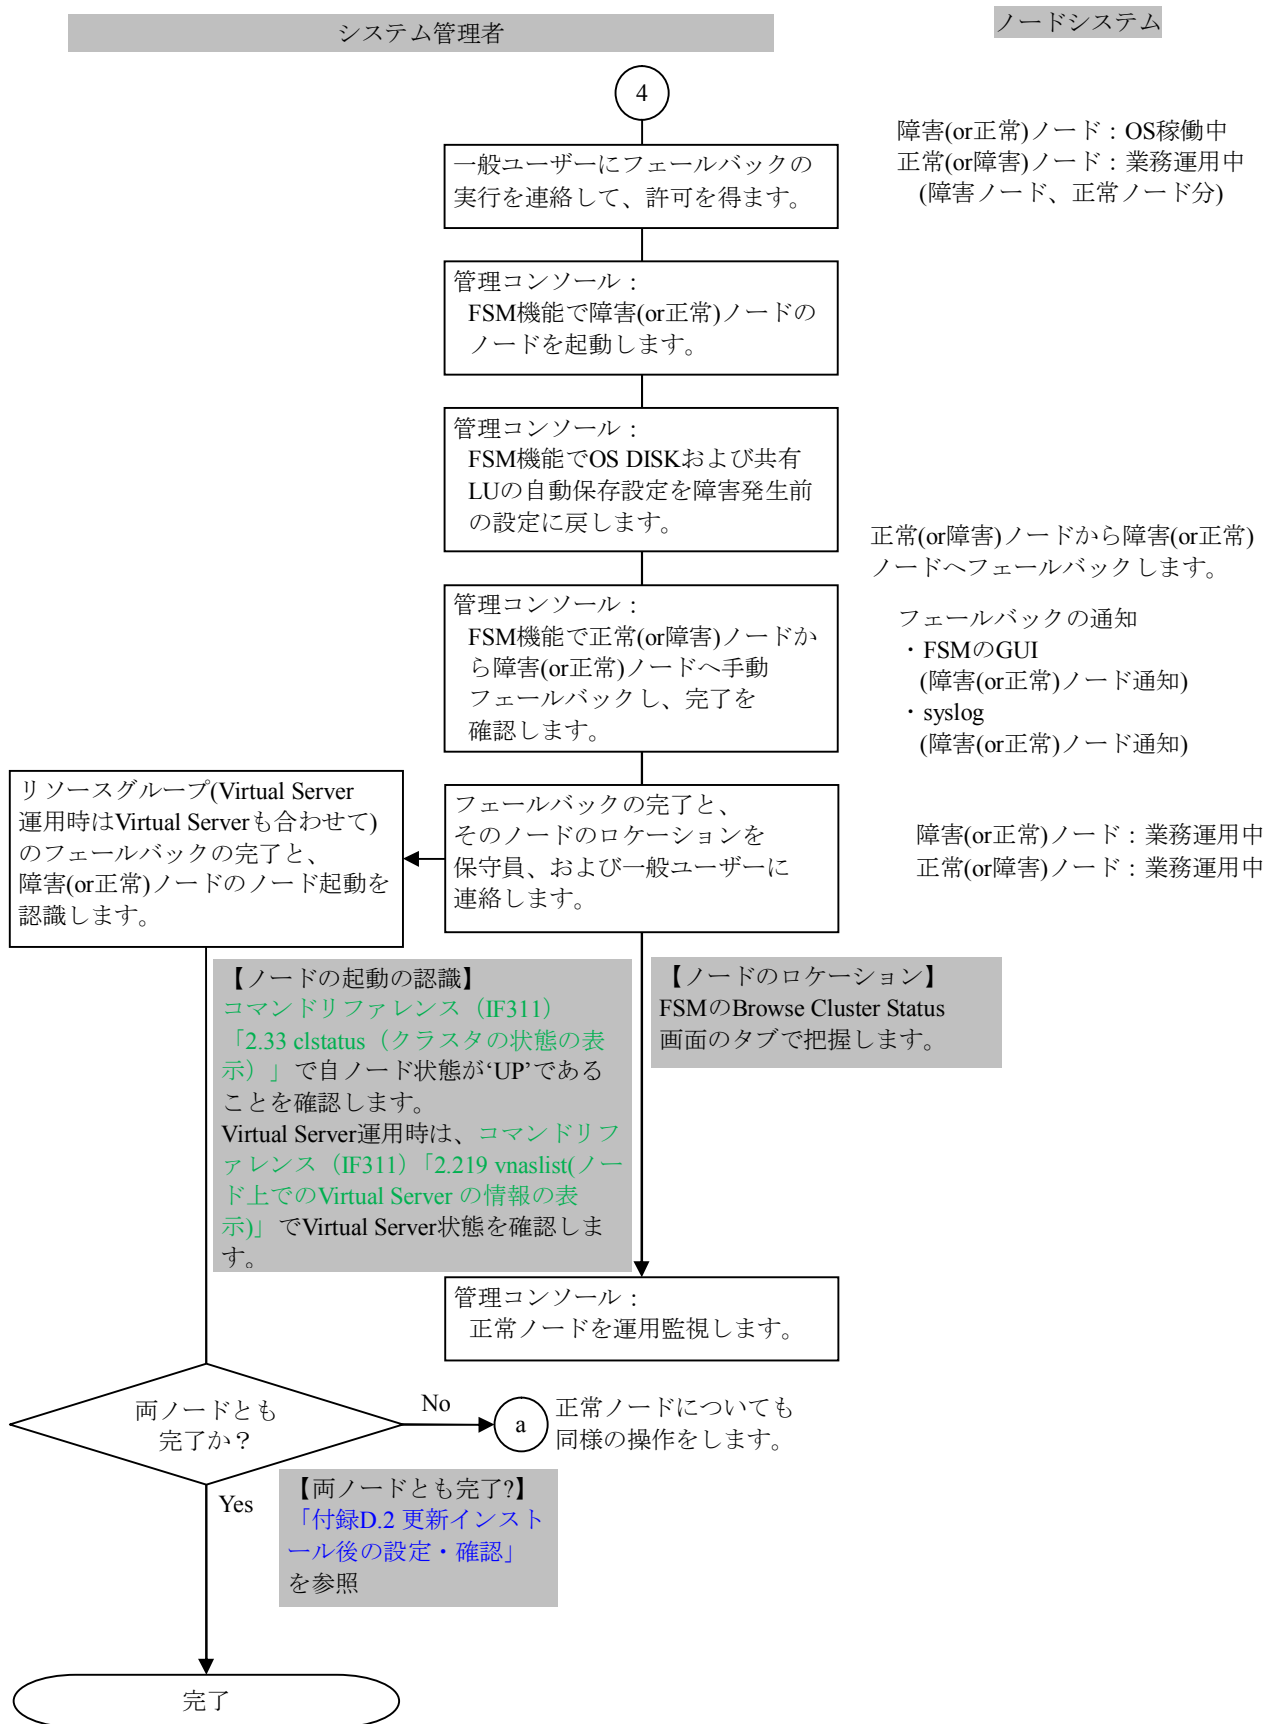 システム管理者
ノードシステム
4
障害(or正常)ノード：OS稼働中
正常(or障害)ノード：業務運用中
(障害ノード、正常ノード分)
一般ユーザーにフェールバックの
実行を連絡して、許可を得ます。
管理コンソール：
FSM機能で障害(or正常)ノードの
ノードを起動します。
管理コンソール：
FSM機能でOS DISKおよび共有
LUの自動保存設定を障害発生前
の設定に戻します。
正常(or障害)ノードから障害(or正常)
ノードへフェールバックします。
管理コンソール：
FSM機能で正常(or障害)ノードか
ら障害(or正常)ノードへ手動
フェールバックし、完了を
確認します。
フェールバックの通知
・FSMのGUI
(障害(or正常)ノード通知)
・syslog
(障害(or正常)ノード通知)
リソースグループ(Virtual Server
運用時はVirtual Serverも合わせて)
のフェールバックの完了と、
障害(or正常)ノードのノード起動を
認識します。
フェールバックの完了と、
そのノードのロケーションを
保守員、および一般ユーザーに
連絡します。
障害(or正常)ノード：業務運用中
正常(or障害)ノード：業務運用中
【ノードの起動の認識】
コマンドリファレンス（IF311）
「2.33 clstatus（クラスタの状態の表
示）」で自ノード状態が‘UP’である
ことを確認します。
Virtual Server運用時は、コマンドリフ
ァレンス（IF311）「2.219 vnaslist(ノー
ド上でのVirtual Server の情報の表
示)」でVirtual Server状態を確認しま
す。
【ノードのロケーション】
FSMのBrowse Cluster Status
画面のタブで把握します。
管理コンソール：
正常ノードを運用監視します。
両ノードとも
完了か？
No
a
正常ノードについても
同様の操作をします。
Yes
【両ノードとも完了?】
「付録D.2 更新インスト
ール後の設定・確認」
を参照
完了